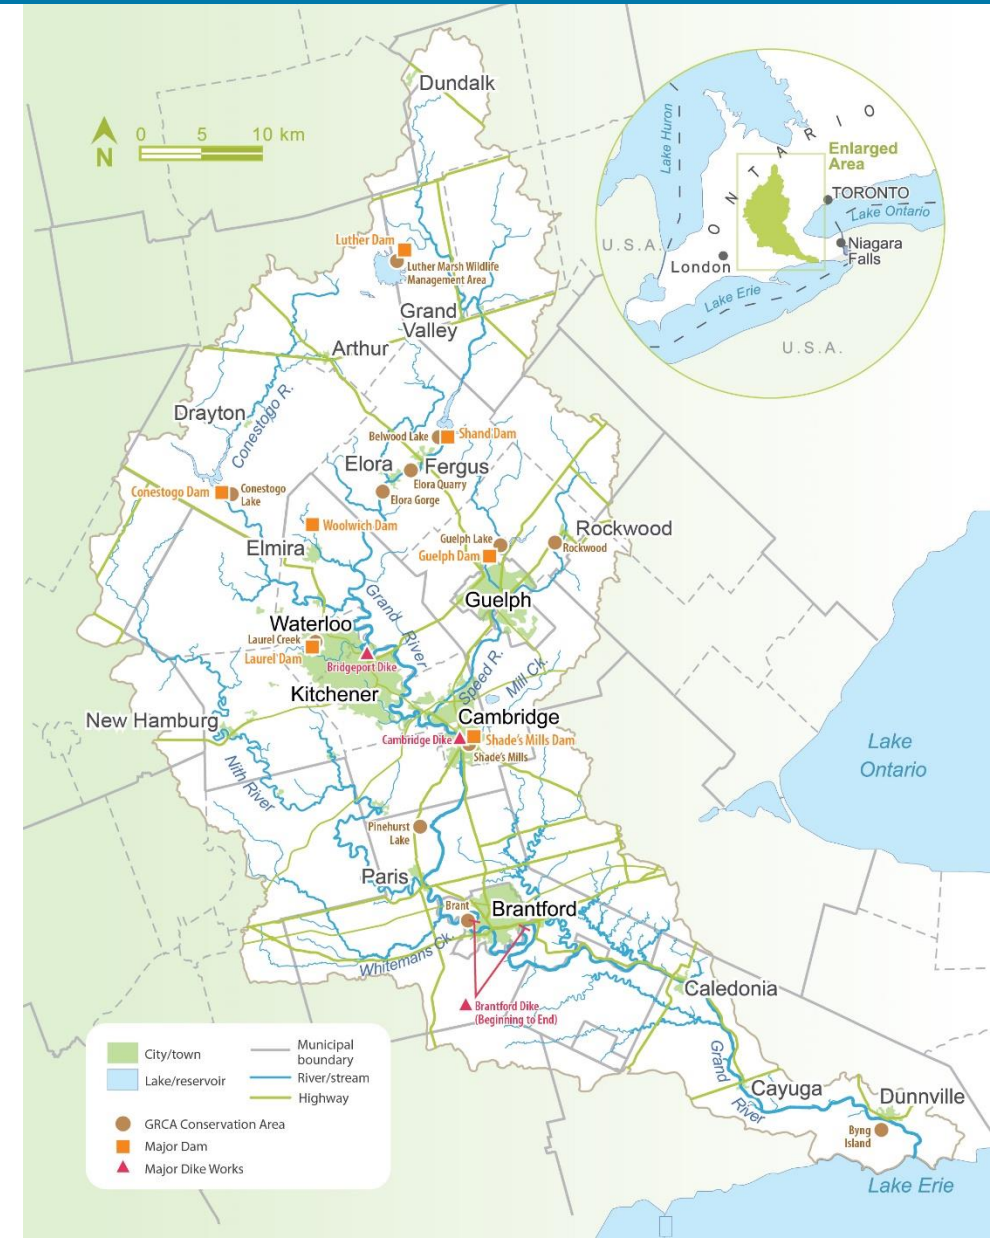 Dundalk
0 5 10 km
N
Lake Huron
ONTARIO
Enlarged
Area
TORONTO
Lake Ontario
U.S.A.
Niagara
Falls
London
Lake Erie
U.S.A.
Luther Dam
Luther Marsh Wildlife
Management Area
Grand
Valley
Arthur
Drayton
Conestogo R.
Belwood Lake
Shand Dam
Elora
Fergus
Elora Quarry
Elora Gorge
Conestogo Dam
Conestogo
Lake
Woolwich Dam
Elmira
Guelph Lake
Guelph Dam
Rockwood
Rockwood
Guelph
Grand River
Waterloo
Laurel Creek
Laurel Dam
Bridgeport Dike
Kitchener
Speed R.
Mill Ck.
New Hamburg
Cambridge
Cambridge Dike
Shade's Mills Dam
Shade's Mills
Nith River
Lake
Ontario
Pinehurst
Lake
Paris
Brant
Brantford
Whitemans Ck.
Brantford Dike
(Beginning to End)
Caledonia
Grand
River
Cayuga
Dunnville
Byng
Island
Lake Erie
City/town
Municipal
boundary
Lake/reservoir
River/stream
Highway
GRCA Conservation Area
Major Dam
Major Dike Works